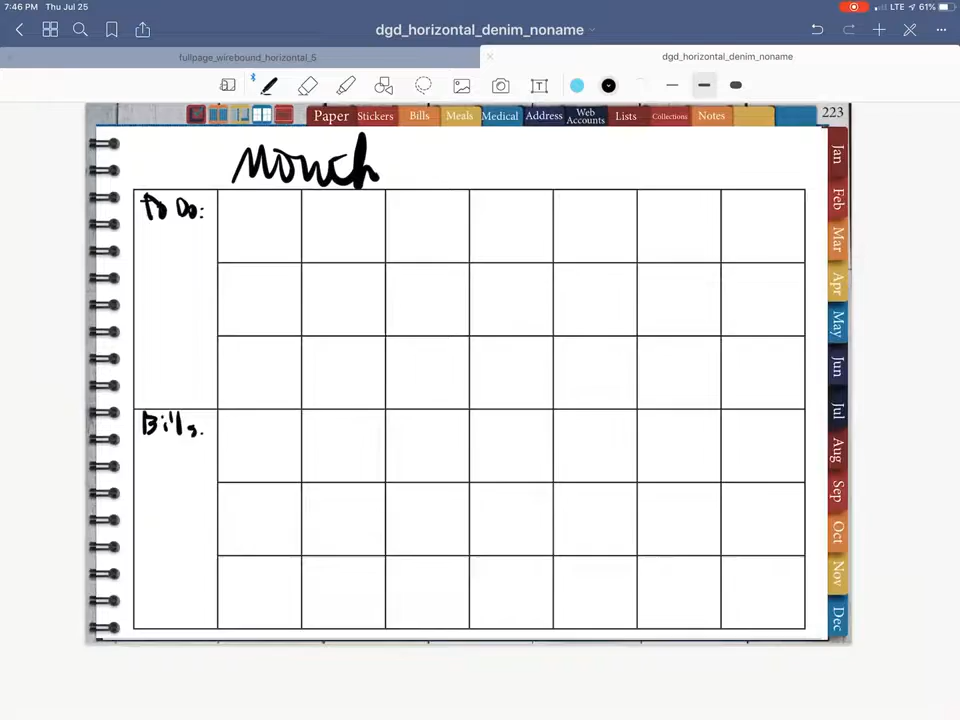 7:46 PM Thu Jul 25
LTE 61%
dgd_horizontal_denim_noname
fullpage_wirebound_horizontal_5
dgd_horizontal_denim_noname
T
Paper Stickers Bills Meals Medical Address Web Accounts Lists Collections Notes 223
Month
To Do:
Bills.
Jan
Feb
Mar
Apr
May
Jun
Jul
Aug
Sep
Oct
Nov
Dec